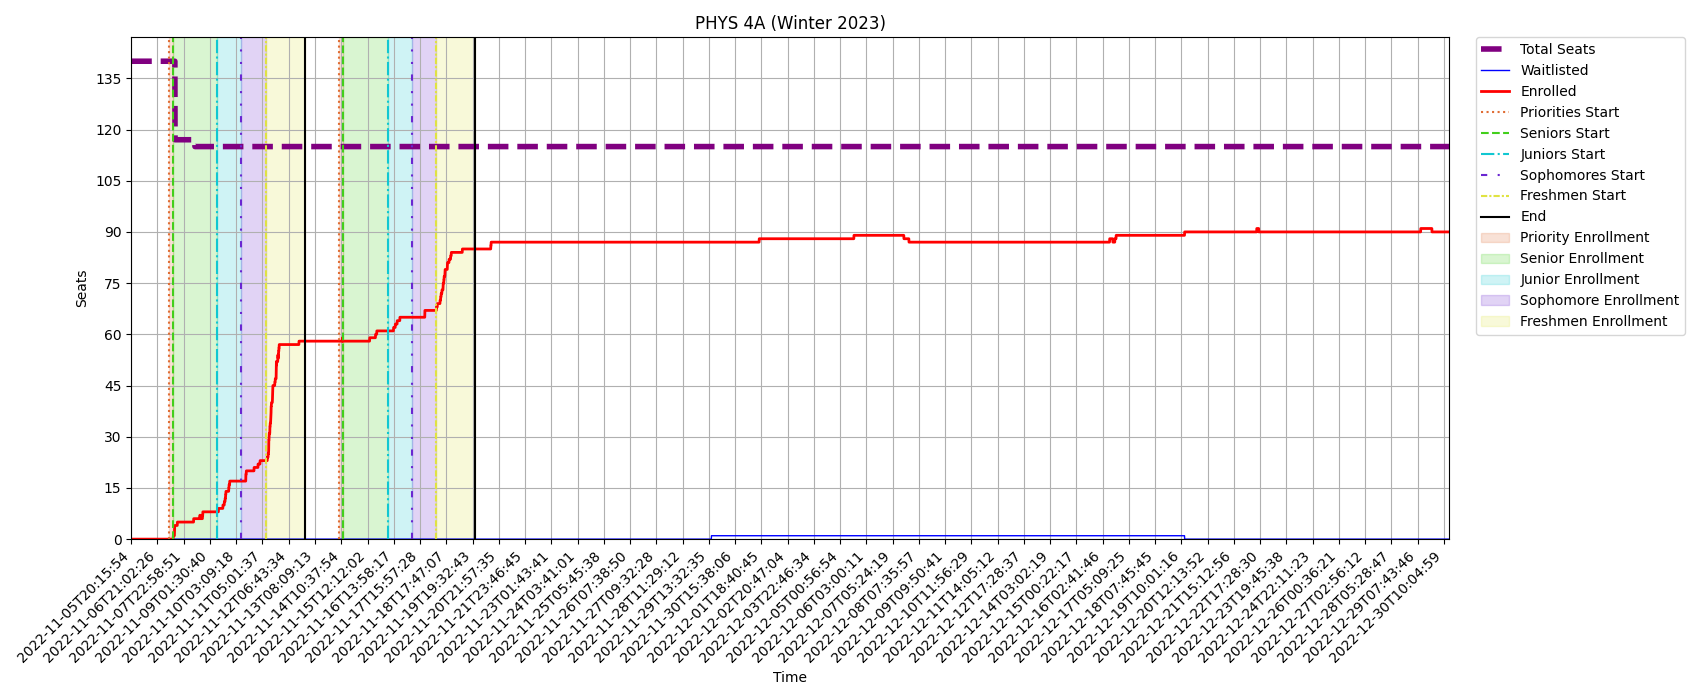 PHYS 4A (Winter 2023)
Seats
135
120
105
90
75
60
45
30
15
0
2022-11-05T20:15:54
2022-11-06T21:02:26
2022-11-07T22:58:51
2022-11-09T01:30:40
2022-11-10T03:09:18
2022-11-11T05:01:37
2022-11-12T06:43:34
2022-11-13T08:09:13
2022-11-14T10:37:54
2022-11-15T12:12:02
2022-11-16T13:58:17
2022-11-17T15:57:28
2022-11-18T17:47:07
2022-11-19T19:32:43
2022-11-20T21:57:35
2022-11-21T23:46:45
2022-11-23T01:43:41
2022-11-24T03:41:01
2022-11-25T05:45:38
2022-11-26T07:38:50
2022-11-27T09:32:28
2022-11-28T11:29:12
2022-11-29T13:32:35
2022-11-30T15:38:06
2022-12-01T18:40:45
2022-12-02T20:47:04
2022-12-03T22:46:34
2022-12-05T00:56:54
2022-12-06T03:00:11
2022-12-07T05:24:19
2022-12-08T07:35:57
2022-12-09T09:50:41
2022-12-10T11:56:29
2022-12-11T14:05:12
2022-12-12T17:28:37
2022-12-14T03:02:19
2022-12-15T00:22:17
2022-12-16T02:41:46
2022-12-17T05:09:25
2022-12-18T07:45:45
2022-12-19T10:01:16
2022-12-20T12:13:52
2022-12-21T15:12:56
2022-12-22T17:28:30
2022-12-23T19:45:38
2022-12-24T22:11:23
2022-12-26T00:36:21
2022-12-27T02:56:12
2022-12-28T05:28:47
2022-12-29T07:43:46
2022-12-30T10:04:59
Time
Total Seats
Waitlisted
Enrolled
Priorities Start
Seniors Start
Juniors Start
Sophomores Start
Freshmen Start
End
Priority Enrollment
Senior Enrollment
Junior Enrollment
Sophomore Enrollment
Freshmen Enrollment